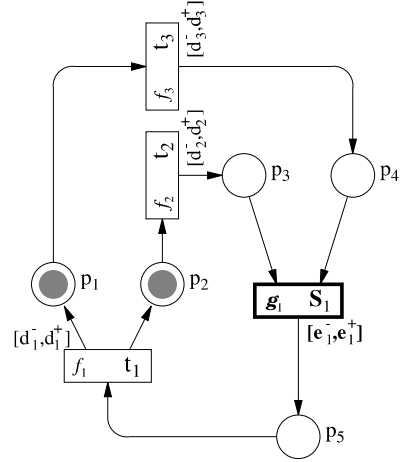 t₃
f₃
[d₃⁻,d₃⁺]
t₂
f₂
[d₂⁻,d₂⁺]
p₃
p₄
p₁
p₂
g₁ S₁
[e₁⁻,e₁⁺]
[d₁⁻,d₁⁺]
f₁ t₁
p₅